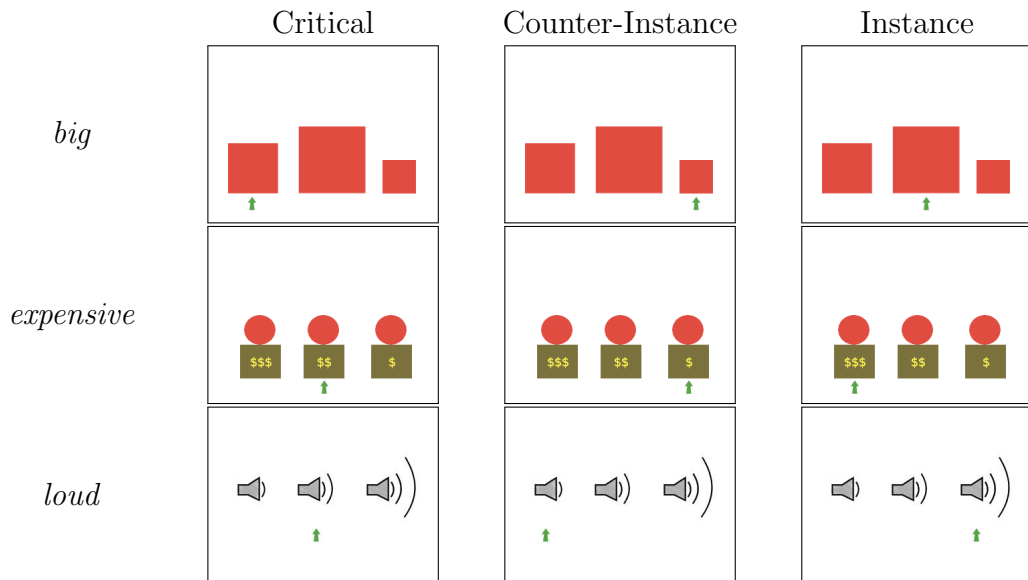 Critical Counter-Instance Instance
big
expensive
$$$ $$ $ $$$ $$ $ $$$ $$ $
loud